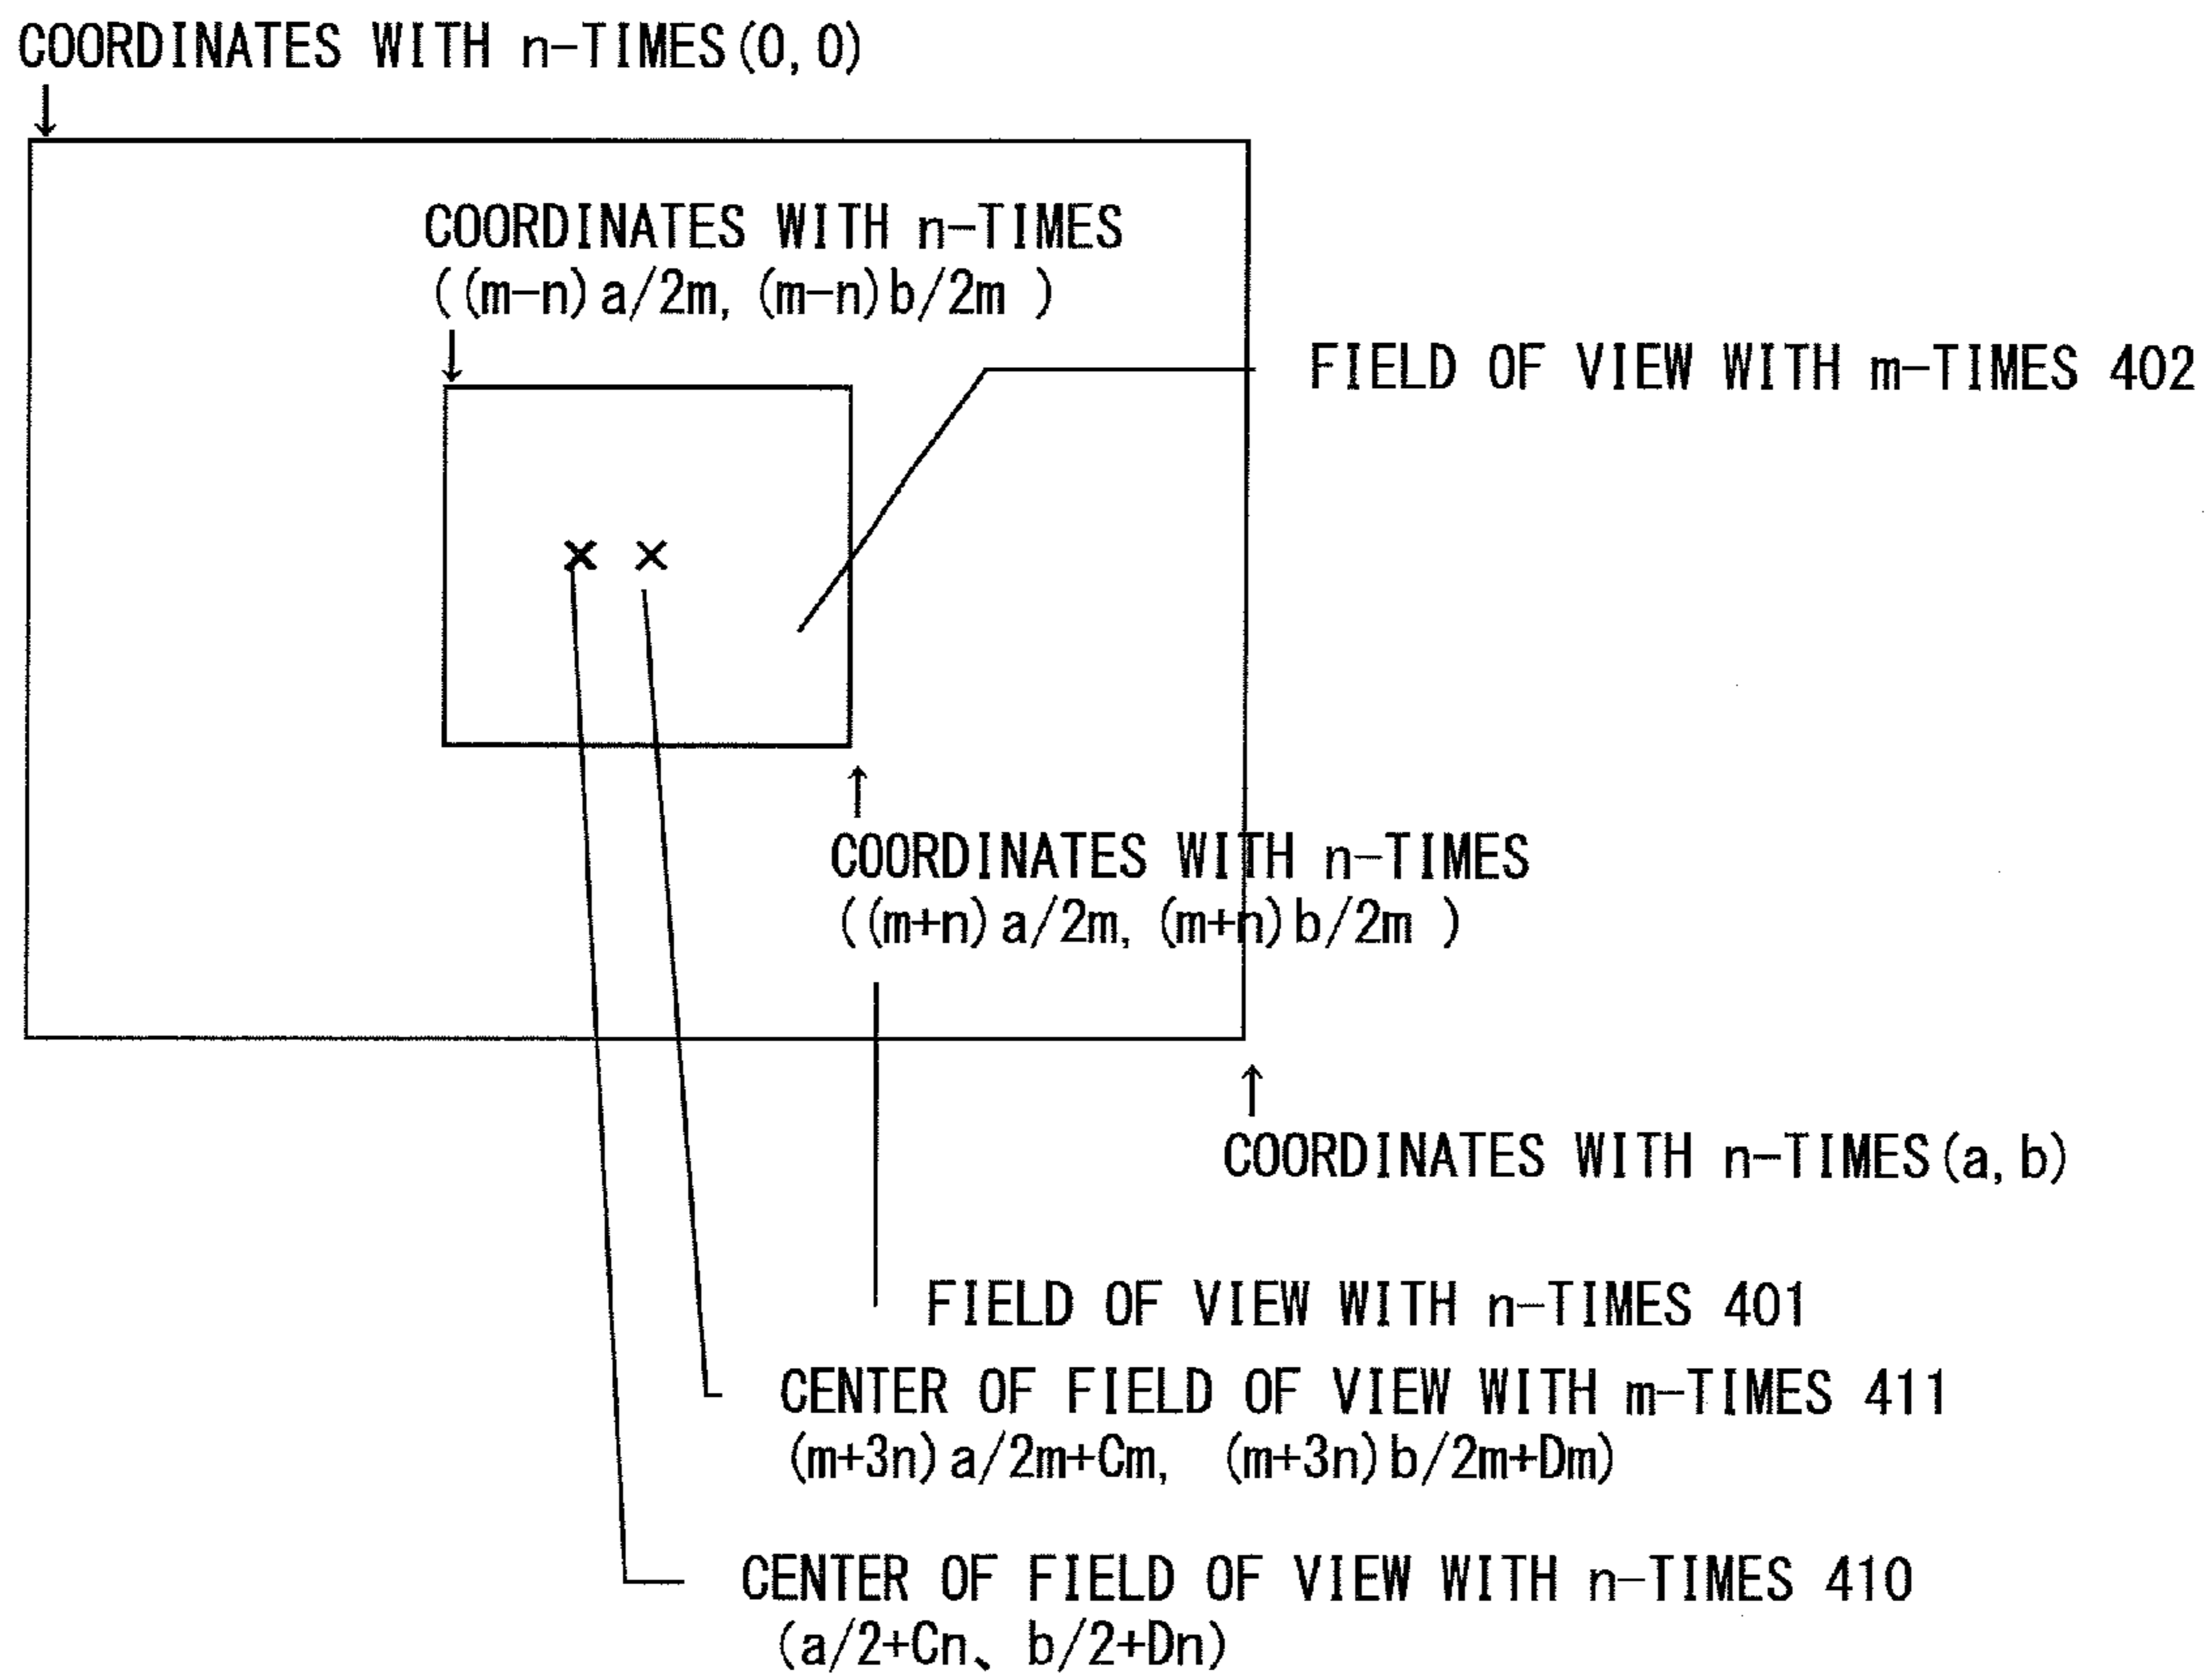 COORDINATES WITH n-TIMES(0,0)
↓
COORDINATES WITH n-TIMES
((m-n)a/2m,(m-n)b/2m )
↓
FIELD OF VIEW WITH m-TIMES 402
× ×
↑
COORDINATES WITH n-TIMES
((m+n)a/2m,(m+n)b/2m )
↑
COORDINATES WITH n-TIMES(a,b)
FIELD OF VIEW WITH n-TIMES 401
CENTER OF FIELD OF VIEW WITH m-TIMES 411
(m+3n)a/2m+Cm, (m+3n)b/2m+Dm)
CENTER OF FIELD OF VIEW WITH n-TIMES 410
(a/2+Cn、b/2+Dn)